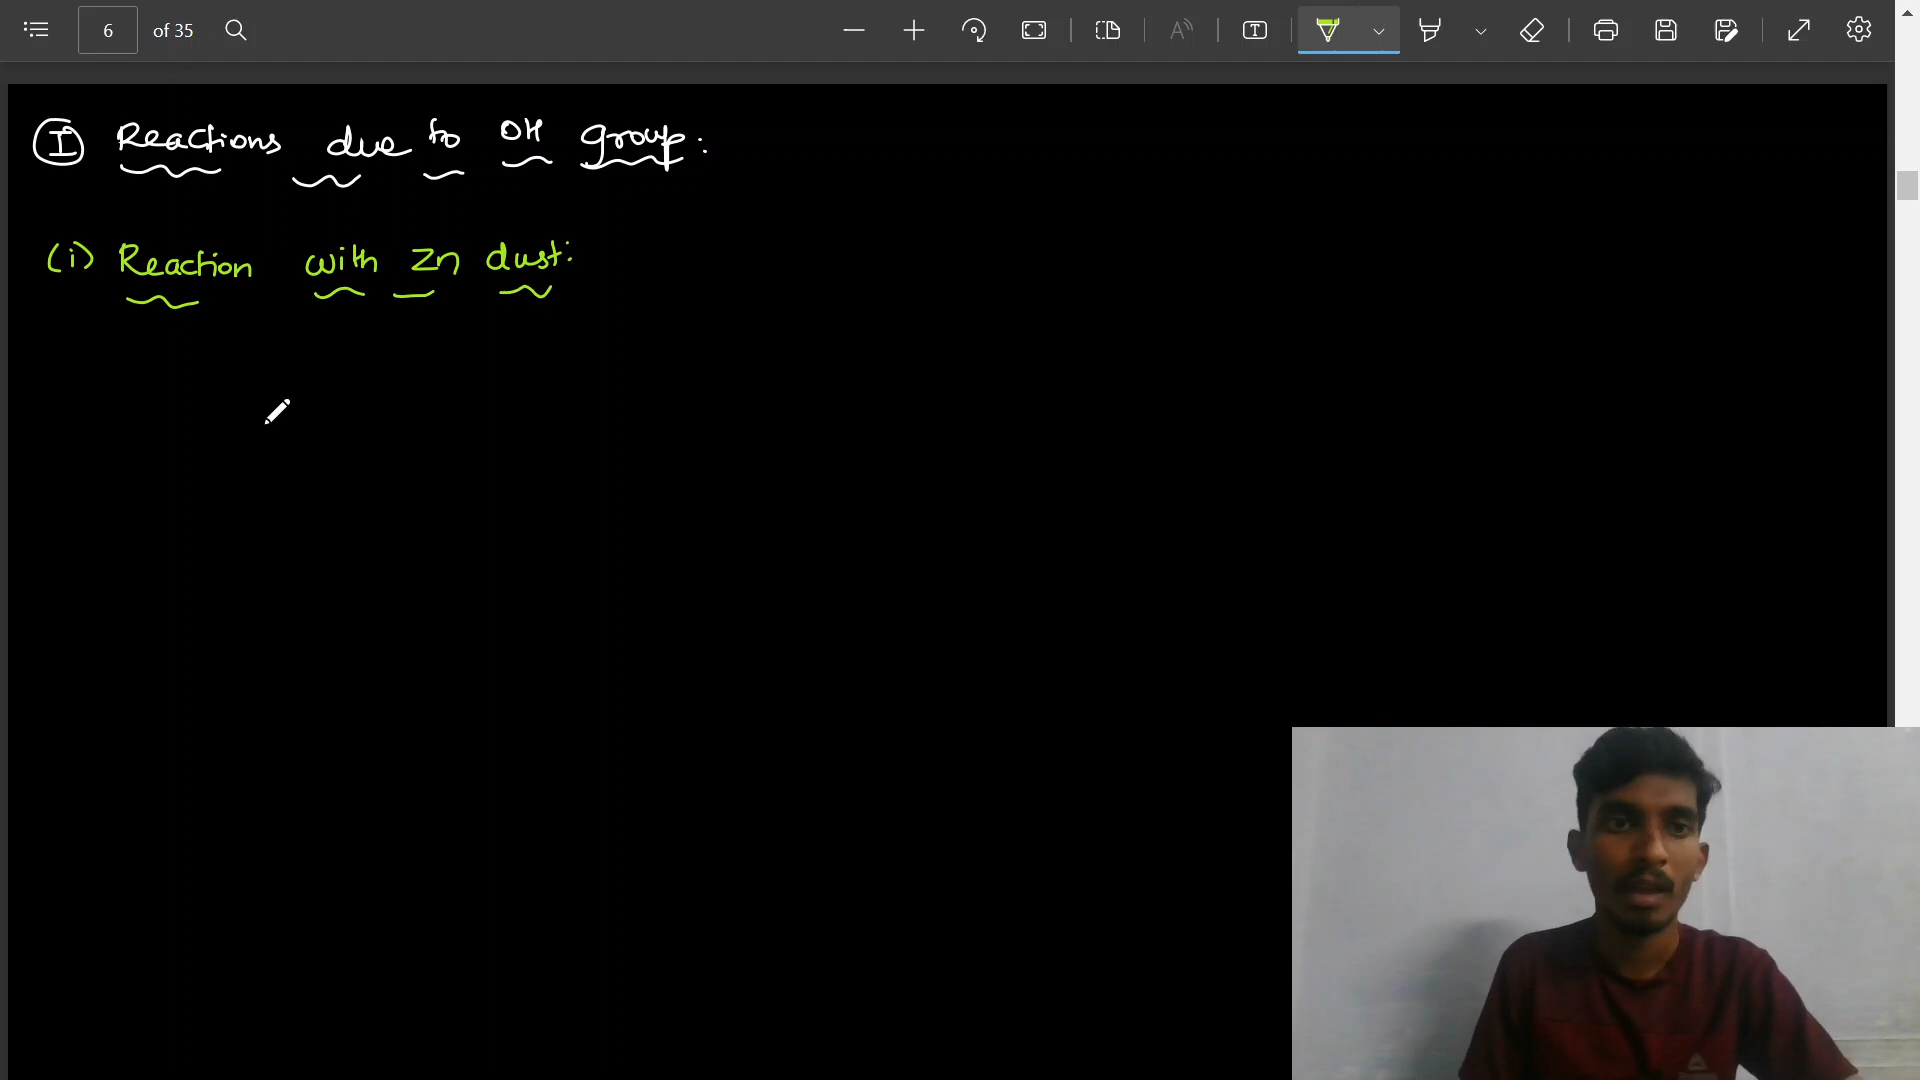 6 of 35
I Reactions due to OH group:
(i) Reaction with Zn dust: